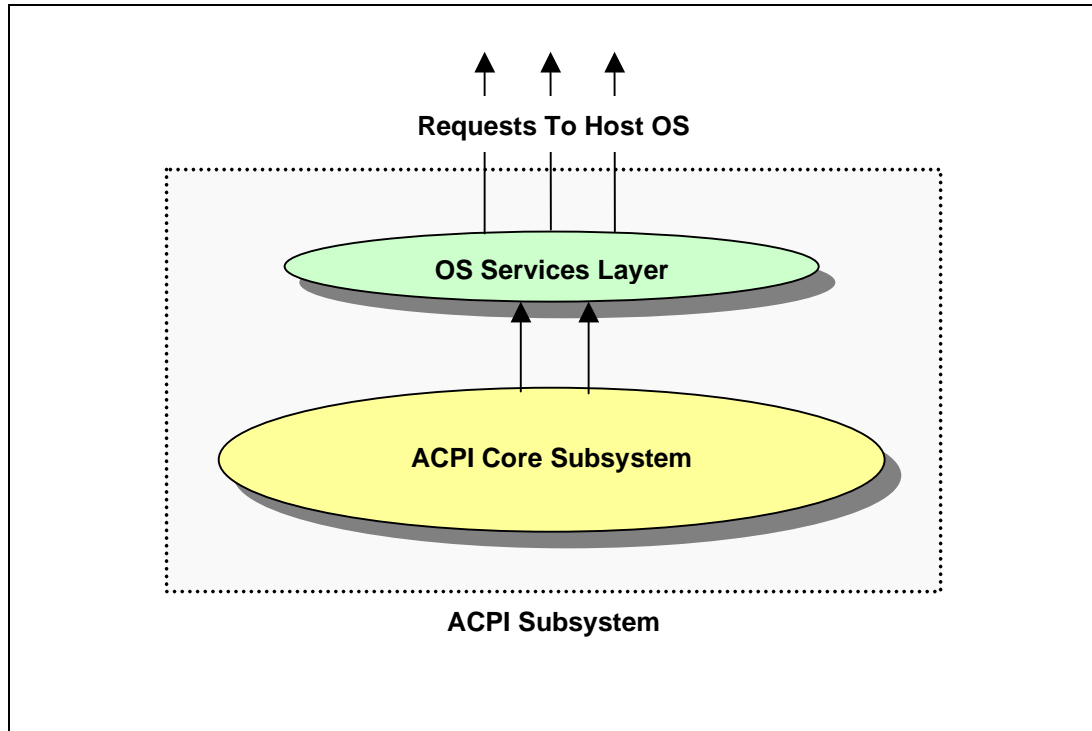 Requests To Host OS
OS Services Layer
ACPI Core Subsystem
ACPI Subsystem